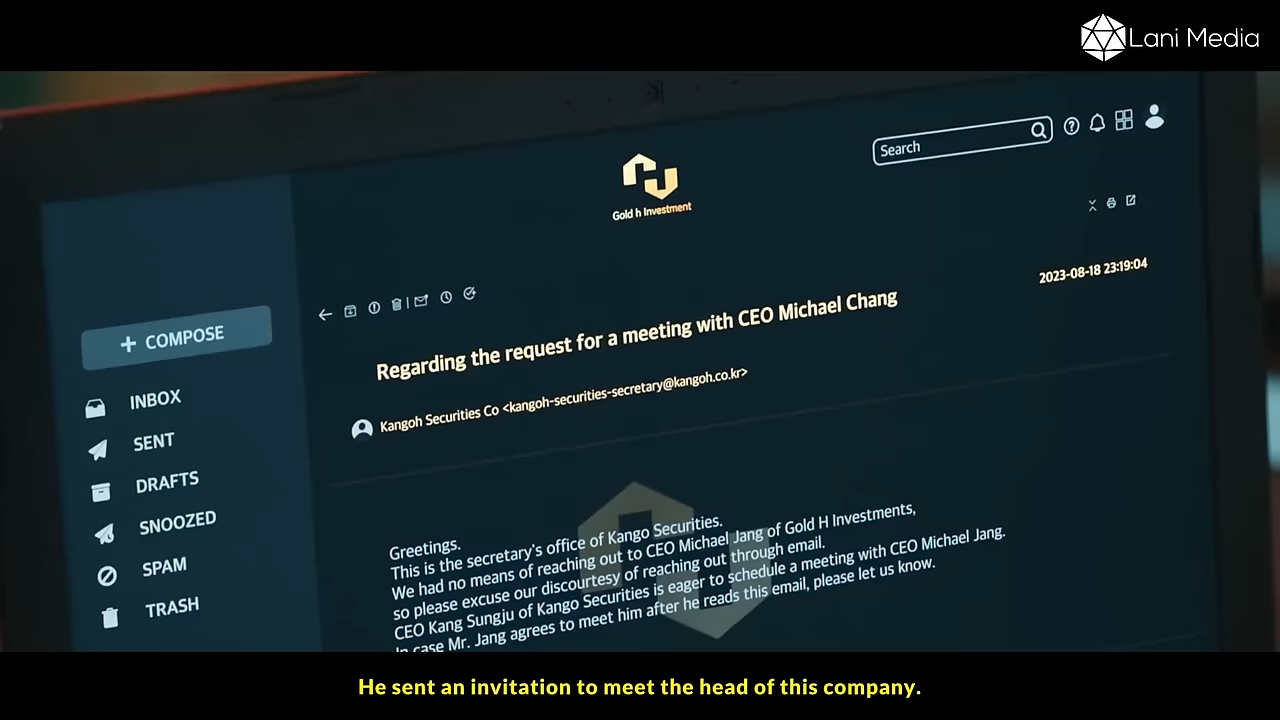 Lani Media
Search
Gold h Investment
2023-08-18 23:19:04
Regarding the request for a meeting with CEO Michael Chang
Kangoh Securities Co <kangoh-securities-secretary@kangoh.co.kr>
+ COMPOSE
INBOX
SENT
DRAFTS
SNOOZED
SPAM
TRASH
Greetings.
This is the secretary's office of Kango Securities.
We had no means of reaching out to CEO Michael Jang of Gold H Investments,
so please excuse our discourtesy of reaching out through email.
CEO Kang Sungju of Kango Securities is eager to schedule a meeting with CEO Michael Jang.
In case Mr. Jang agrees to meet him after he reads this email, please let us know.
He sent an invitation to meet the head of this company.